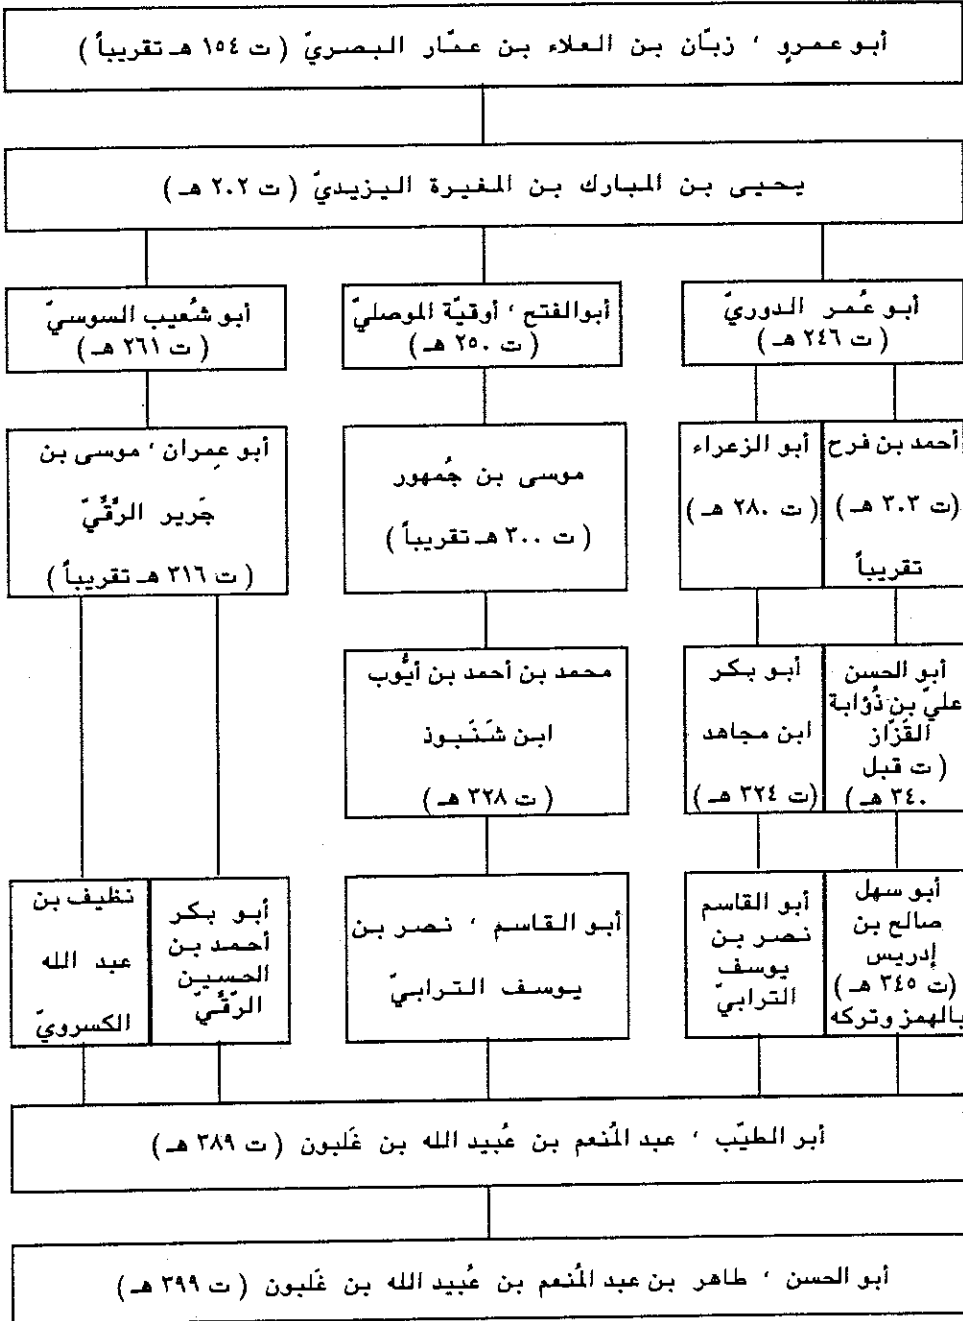 أبو عمروٍ ، زبّان بن العلاء بن عمّار البصريّ ( ت ١٥٤ هـ تقريباً )
يحيى بن المبارك بن المغيرة اليزيديّ ( ت ٢٠٢ هـ )
أبو عُمر الدوريّ
( ت ٢٤٦ هـ )
أبوالفتح ، أوقيّة الموصليّ
( ت ٢٥٠ هـ )
أبو شُعيب السوسيّ
( ت ٢٦١ هـ )
أحمد بن فرح
(ت ٣٠٣ هـ )
تقريباً
أبو الزعراء
( ت ٢٨٠ هـ )
موسى بن جُمهور
( ت ٣٠٠ هـ تقريباً )
أبو عمِران ، موسى بن
جَرير الرَّقِّيّ
( ت ٣١٦ هـ تقريباً )
أبو الحسن
عليّ بن ذُؤابة
القَزّاز
( ت قبل
٣٤٠ هـ )
أبو بكر
ابن مجاهد
(ت ٣٢٤ هـ )
محمد بن أحمد بن أيُّوب
ابن شَنَبوذ
( ت ٣٢٨ هـ )
أبو سهل
صالح بن
إدريس
(ت ٣٤٥ هـ )
بالهمز وتركه
أبو القاسم
نصر بن
يوسف
الترابيّ
أبو القاسم ، نصر بن
يوسف الترابيّ
أبو بكر
أحمد بن
الحسين
الرّقِّيّ
نظيف بن
عبد الله
الكسرويّ
أبر الطيّب ، عبد المُنعم بن عُبيد الله بن غَلبون ( ت ٣٨٩ هـ )
أبو الحسن ، طاهر بن عبد المُنعم بن عُبيد الله بن غَلبون ( ت ٣٩٩ هـ )